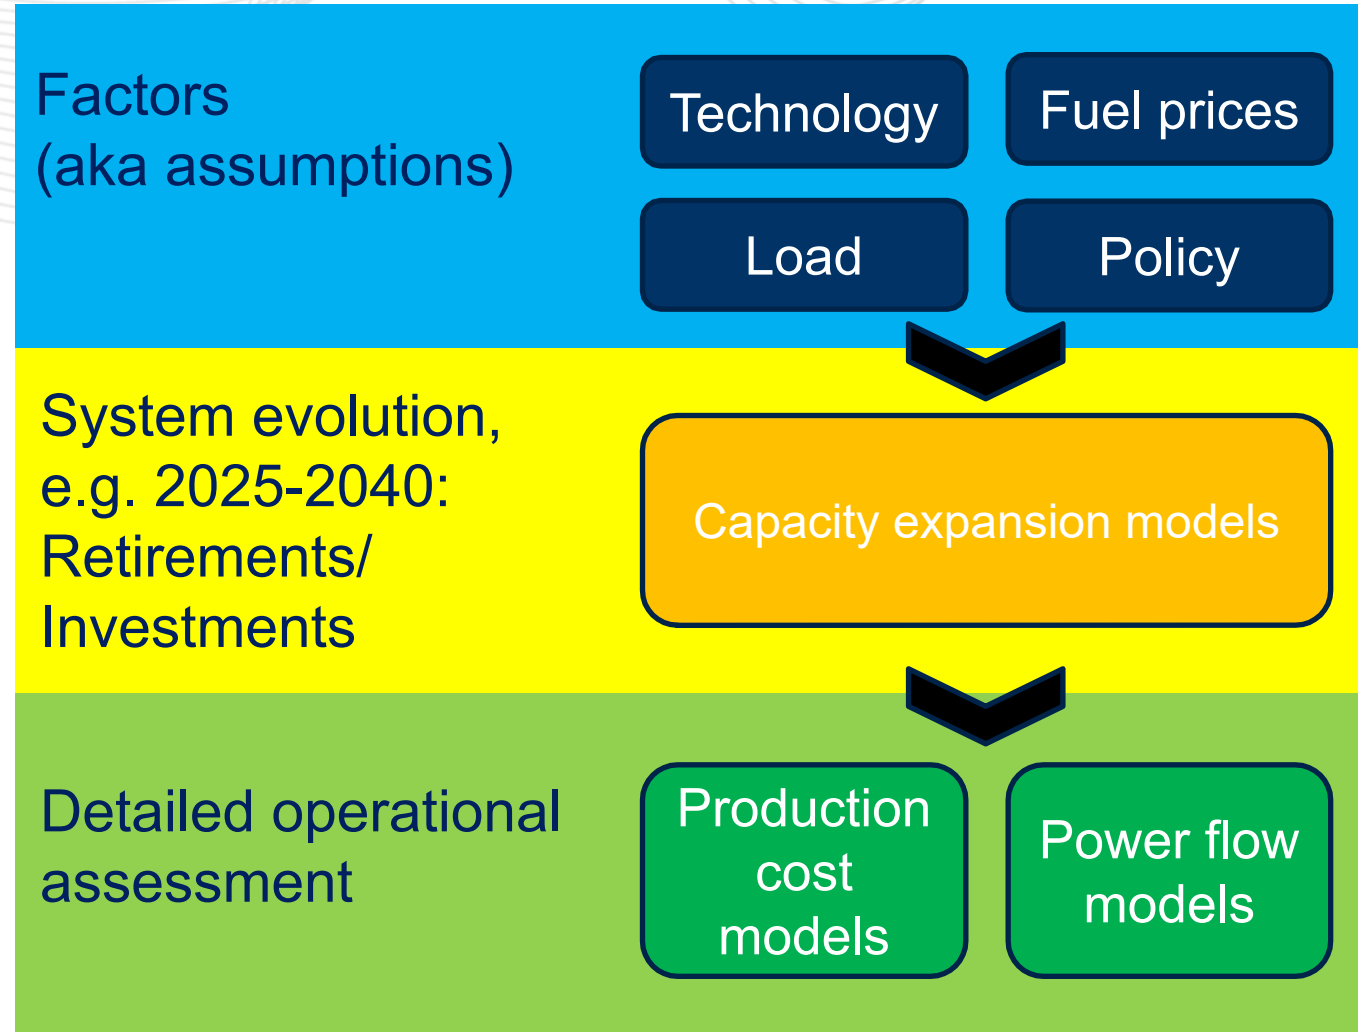 Factors
(aka assumptions)
Technology
Fuel prices
Load
Policy
System evolution,
e.g. 2025-2040:
Retirements/
Investments
Capacity expansion models
Detailed operational
assessment
Production
cost
models
Power flow
models